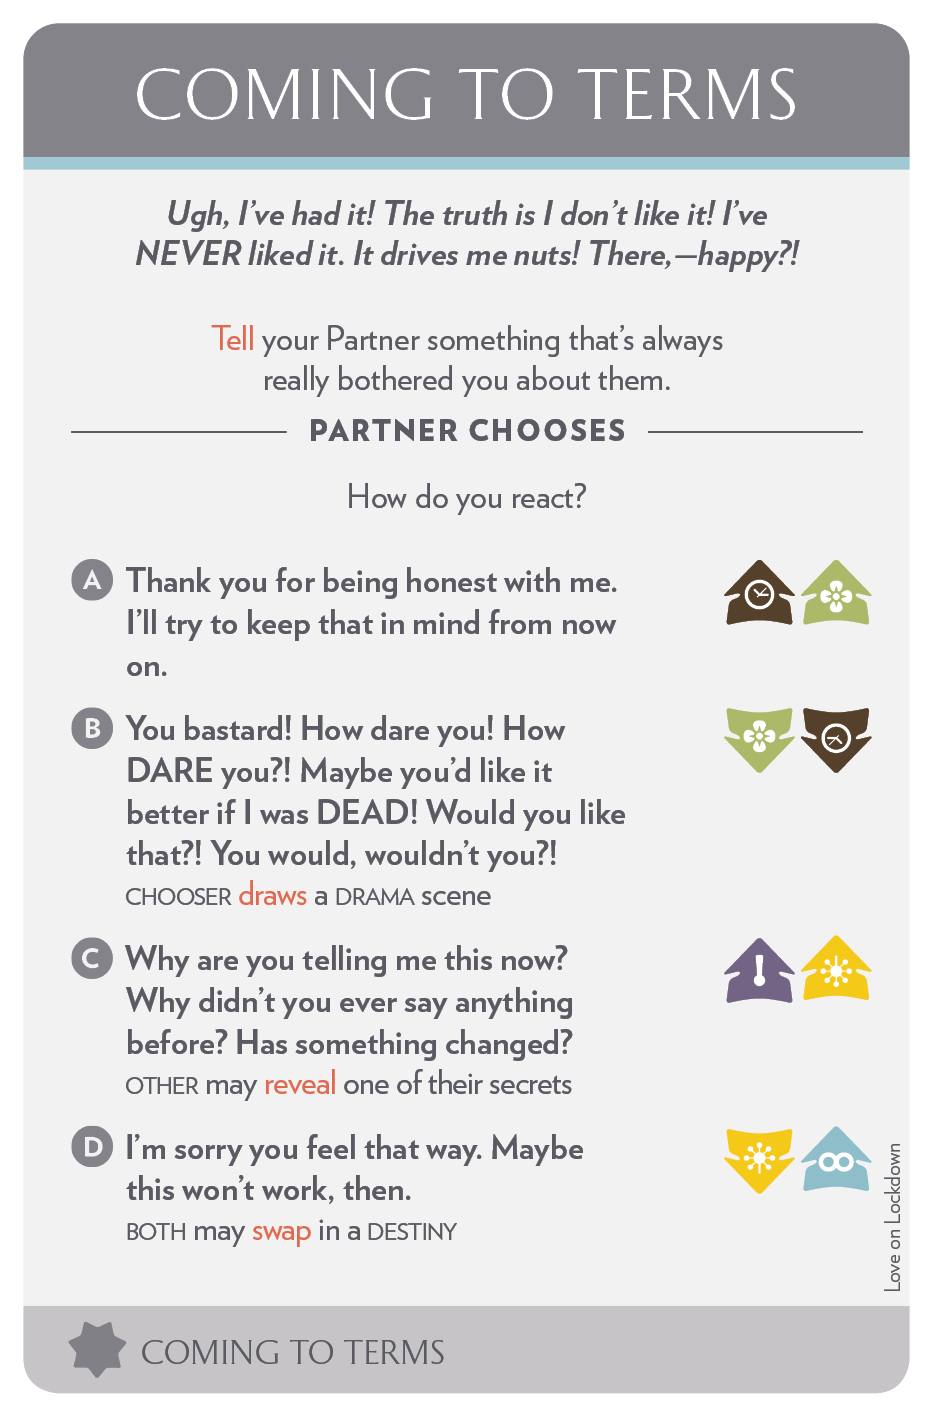 COMING TO TERMS
Ugh, I've had it! The truth is I don't like it! I've
NEVER liked it. It drives me nuts! There,—happy?!
Tell your Partner something that's always
really bothered you about them.
PARTNER CHOOSES
How do you react?
A Thank you for being honest with me.
I'll try to keep that in mind from now
on.
B You bastard! How dare you! How
DARE you?! Maybe you'd like it
better if I was DEAD! Would you like
that?! You would, wouldn't you?!
CHOOSER draws a DRAMA scene
C Why are you telling me this now?
Why didn't you ever say anything
before? Has something changed?
OTHER may reveal one of their secrets
D I'm sorry you feel that way. Maybe
this won't work, then.
BOTH may swap in a DESTINY
Love on Lockdown
COMING TO TERMS